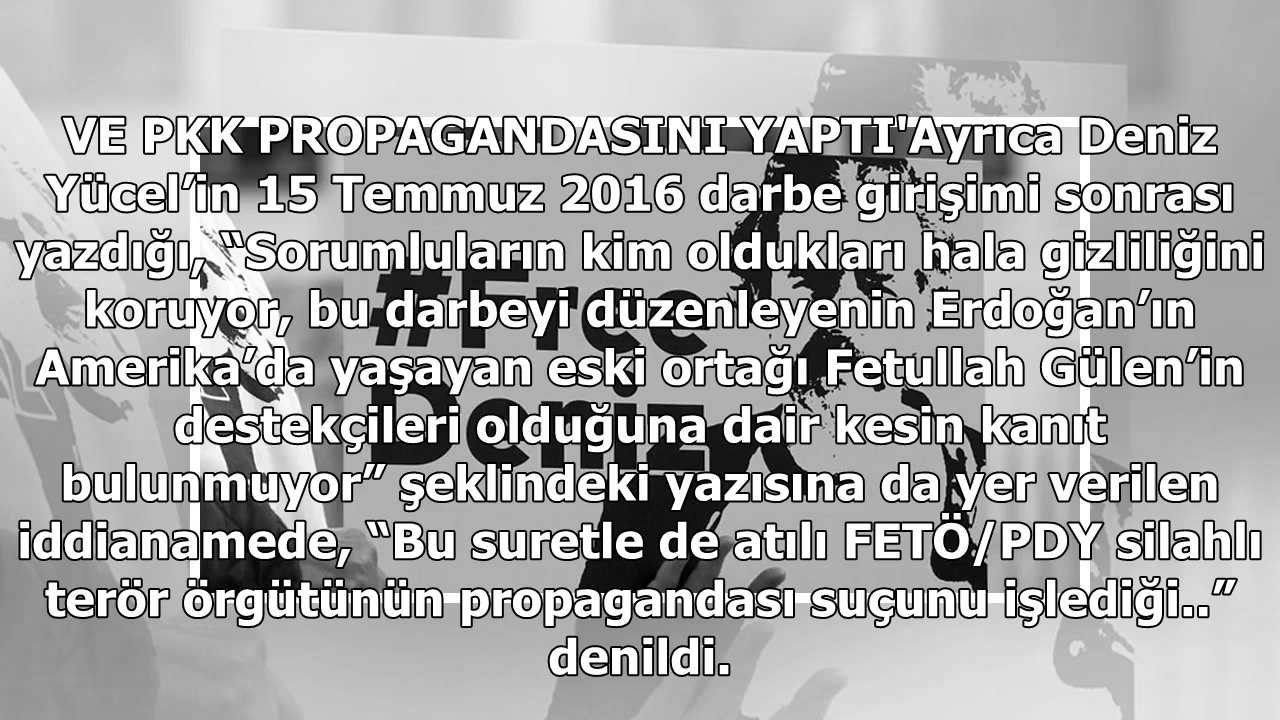 VE PKK PROPAGANDASINI YAPTI'Ayrıca Deniz
Yücel’in 15 Temmuz 2016 darbe girişimi sonrası
yazdığı, “Sorumluların kim oldukları hala gizliliğini
koruyor, bu darbeyi düzenleyenin Erdoğan’ın
Amerika’da yaşayan eski ortağı Fetullah Gülen’in
destekçileri olduğuna dair kesin kanıt
bulunmuyor” şeklindeki yazısına da yer verilen
iddianamede, “Bu suretle de atılı FETÖ/PDY silahlı
terör örgütünün propagandası suçunu işlediği..”
denildi.
#Free
Deniz